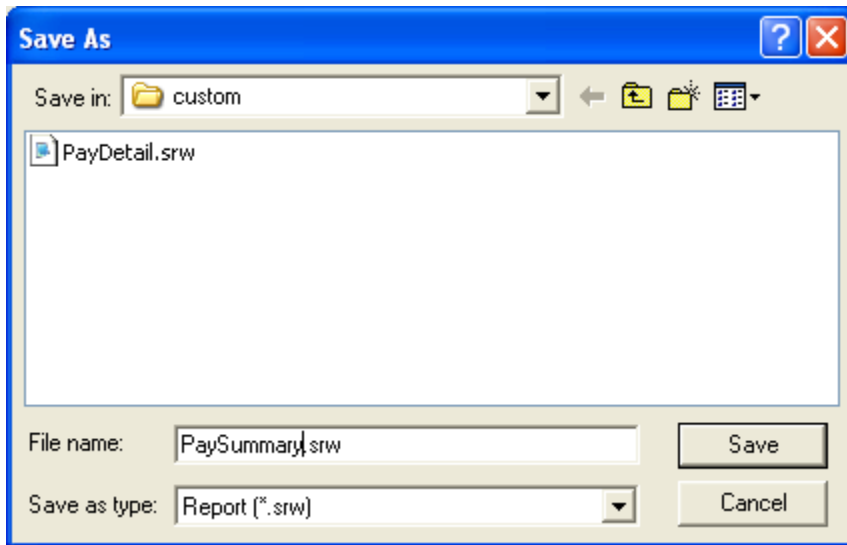 Save As
Save in: custom
PayDetail.srw
File name: PaySummary.srw
Save
Save as type: Report (*.srw)
Cancel